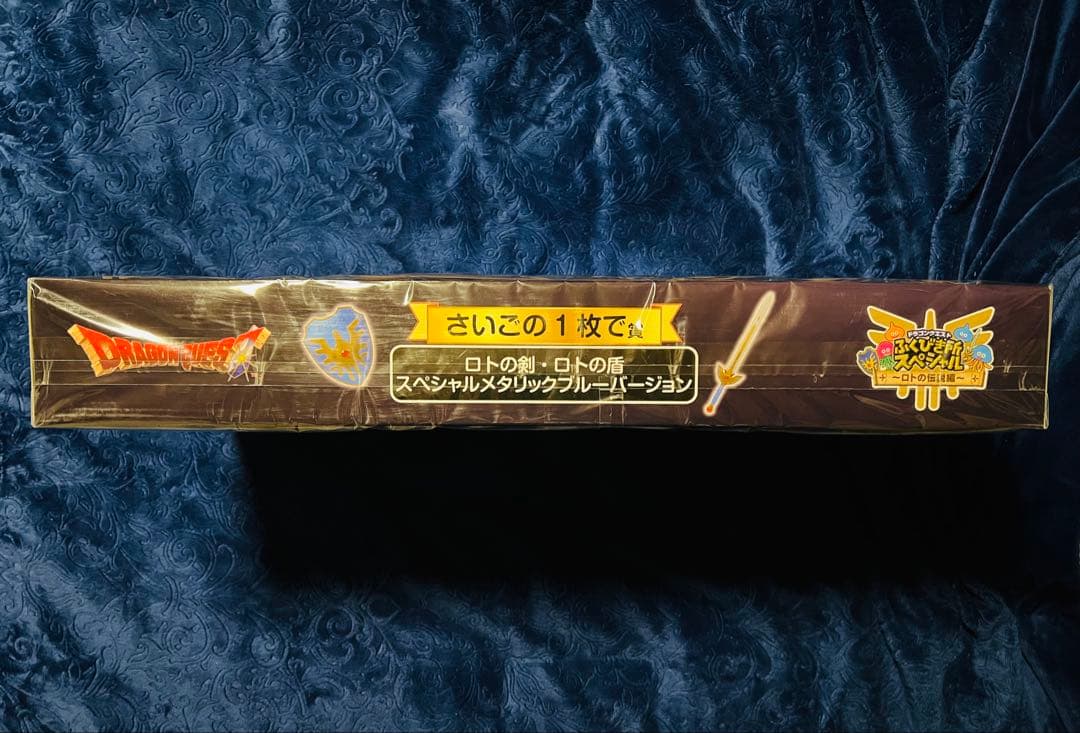 DRAGON QUEST
さいごの1枚で賞
ロトの剣・ロトの盾
スペシャルメタリックブルーバージョン
ドラゴンクエスト
ふくびき所
スペシャル
～ロトの伝説編～